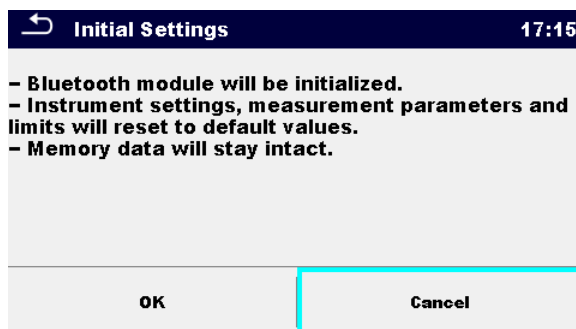 Initial Settings 17:15
– Bluetooth module will be initialized.
– Instrument settings, measurement parameters and
limits will reset to default values.
– Memory data will stay intact.
OK Cancel